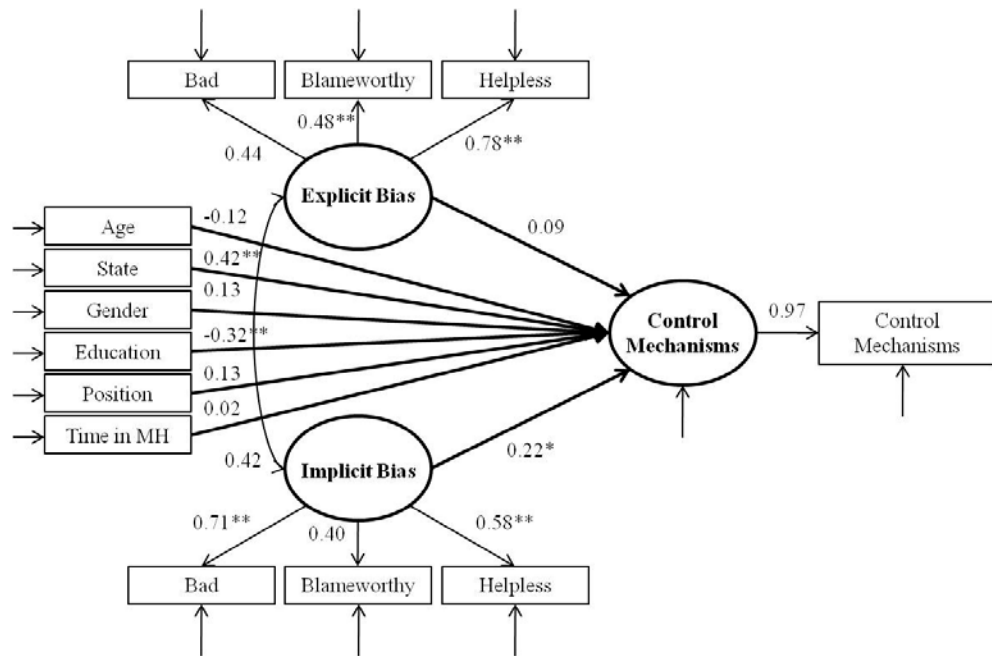 Bad Blameworthy Helpless
0.44 0.48** 0.78**
Explicit Bias
Age -0.12
State 0.42**
Gender 0.13
Education -0.32**
Position 0.13
Time in MH 0.02
0.09
Control
Mechanisms
0.97
Control
Mechanisms
0.42
Implicit Bias
0.22*
0.71** 0.40 0.58**
Bad Blameworthy Helpless